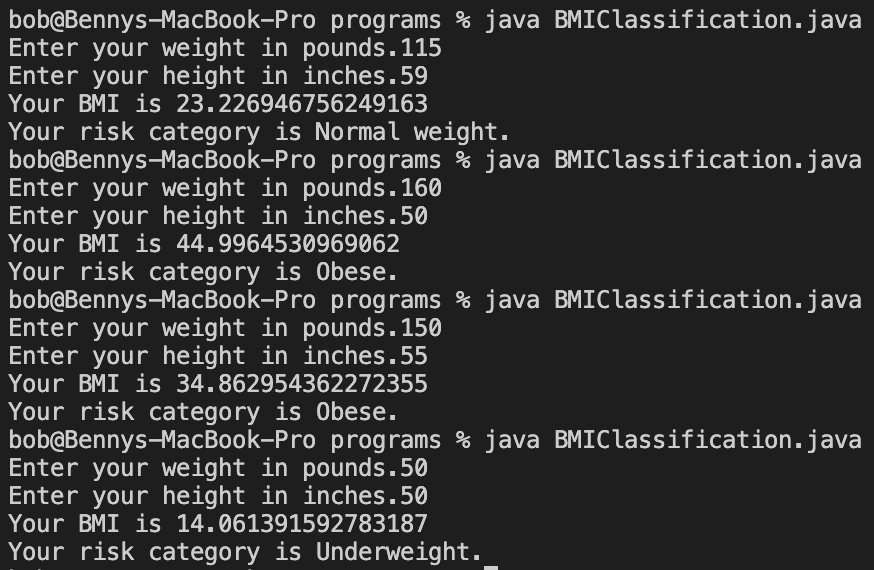 bob@Bennys-MacBook-Pro programs % java BMIClassification.java
Enter your weight in pounds.115
Enter your height in inches.59
Your BMI is 23.226946756249163
Your risk category is Normal weight.
bob@Bennys-MacBook-Pro programs % java BMIClassification.java
Enter your weight in pounds.160
Enter your height in inches.50
Your BMI is 44.9964530969062
Your risk category is Obese.
bob@Bennys-MacBook-Pro programs % java BMIClassification.java
Enter your weight in pounds.150
Enter your height in inches.55
Your BMI is 34.862954362272355
Your risk category is Obese.
bob@Bennys-MacBook-Pro programs % java BMIClassification.java
Enter your weight in pounds.50
Enter your height in inches.50
Your BMI is 14.061391592783187
Your risk category is Underweight.